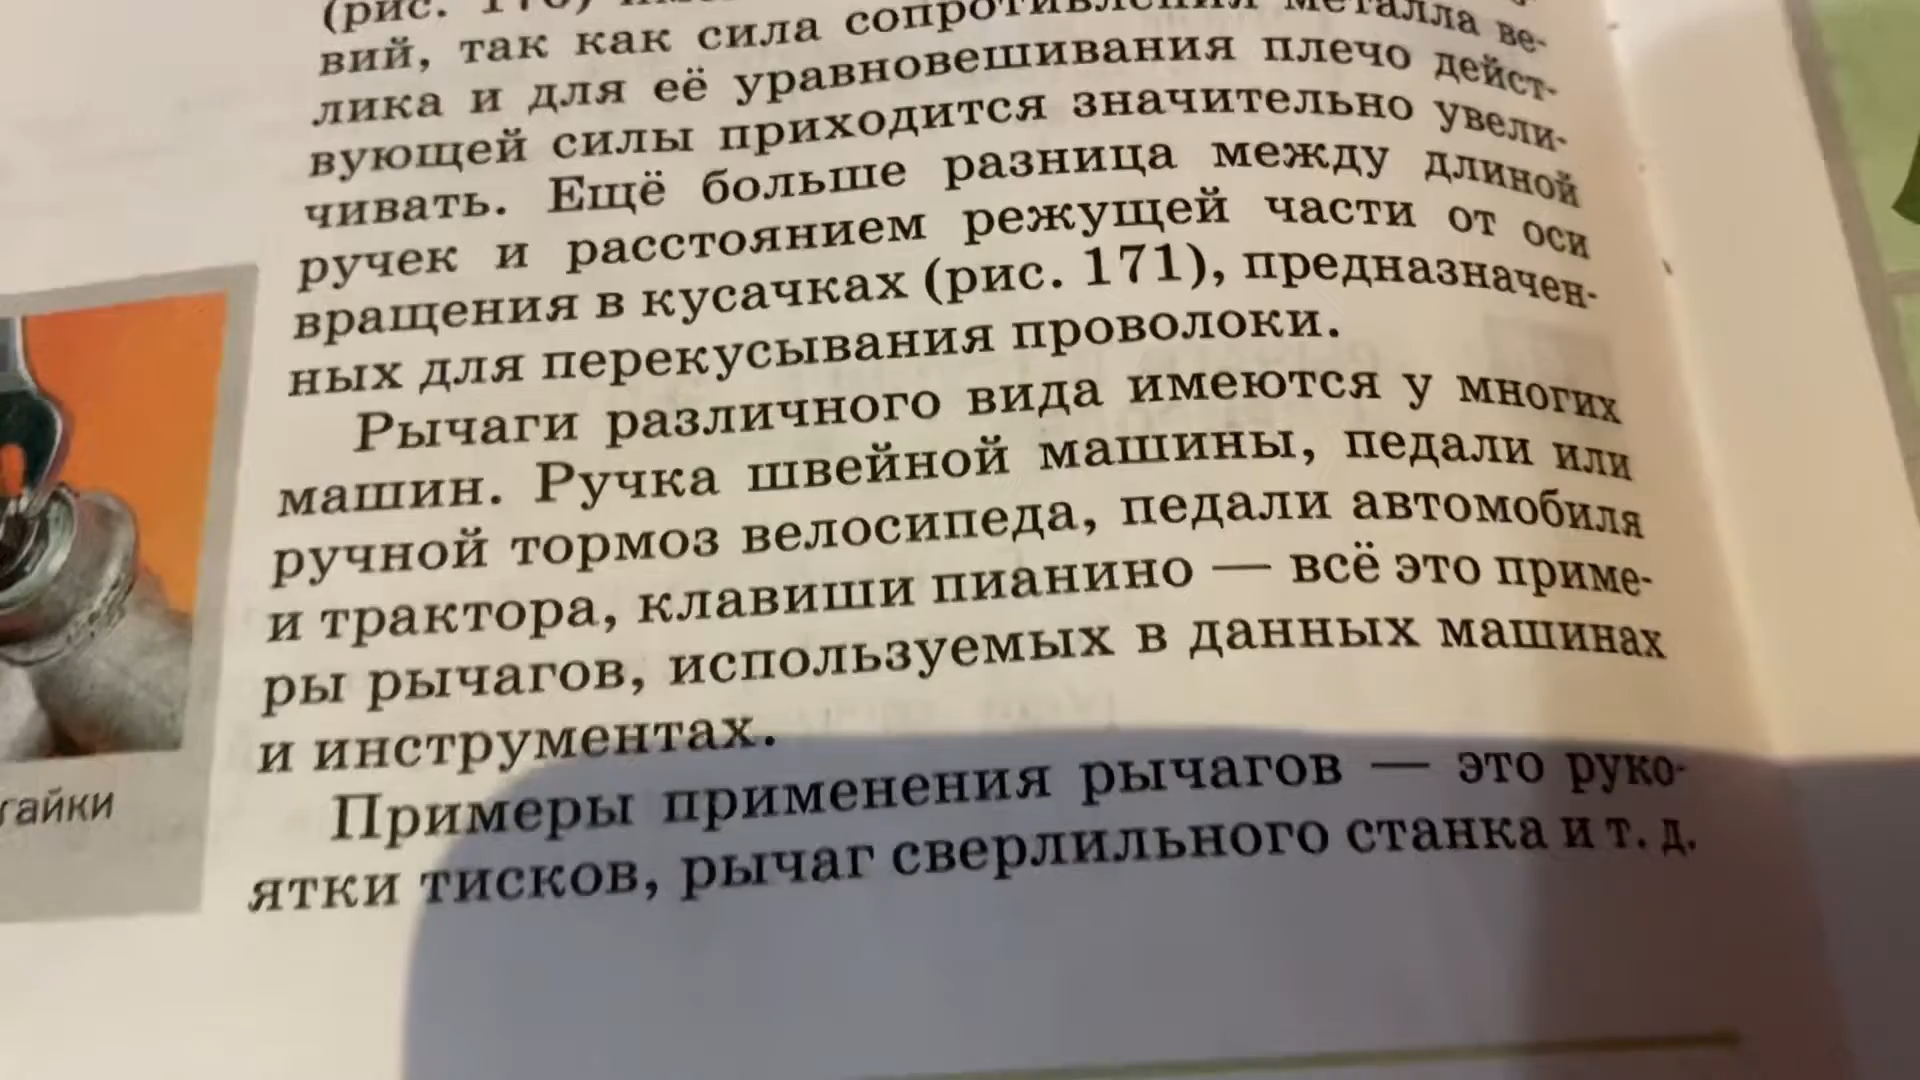 (рис.
вий, так как сила сопротивления металла ве-
лика и для её уравновешивания плечо дейст-
вующей силы приходится значительно увели-
чивать. Ещё больше разница между длиной
ручек и расстоянием режущей части от оси
вращения в кусачках (рис. 171), предназначен-
ных для перекусывания проволоки.
Рычаги различного вида имеются у многих
машин. Ручка швейной машины, педали или
ручной тормоз велосипеда, педали автомобиля
и трактора, клавиши пианино — всё это приме-
ры рычагов, используемых в данных машинах
и инструментах.
Примеры применения рычагов — это руко-
ятки тисков, рычаг сверлильного станка и т. д.
гайки